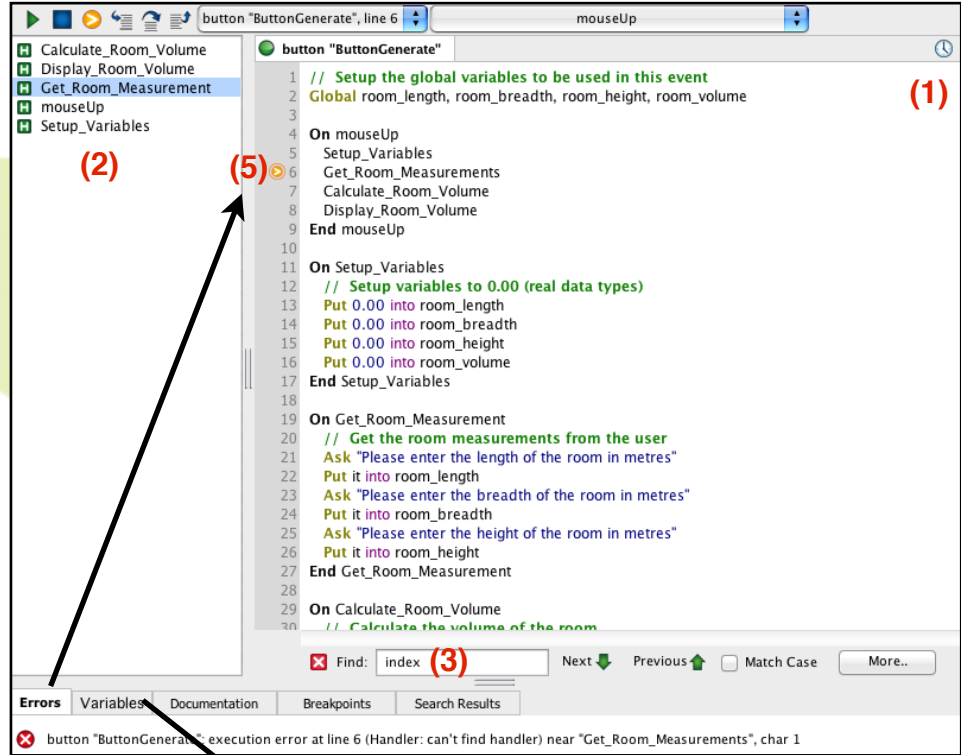 button "ButtonGenerate", line 6
mouseUp
H Calculate_Room_Volume
H Display_Room_Volume
H Get_Room_Measurement
H mouseUp
H Setup_Variables
(2)
button "ButtonGenerate"
(1)
1 // Setup the global variables to be used in this event
2 Global room_length, room_breadth, room_height, room_volume
3
4 On mouseUp
5 Setup_Variables
(5) 6 Get_Room_Measurements
7 Calculate_Room_Volume
8 Display_Room_Volume
9 End mouseUp
10
11 On Setup_Variables
12 // Setup variables to 0.00 (real data types)
13 Put 0.00 into room_length
14 Put 0.00 into room_breadth
15 Put 0.00 into room_height
16 Put 0.00 into room_volume
17 End Setup_Variables
18
19 On Get_Room_Measurement
20 // Get the room measurements from the user
21 Ask "Please enter the length of the room in metres"
22 Put it into room_length
23 Ask "Please enter the breadth of the room in metres"
24 Put it into room_breadth
25 Ask "Please enter the height of the room in metres"
26 Put it into room_height
27 End Get_Room_Measurement
28
29 On Calculate_Room_Volume
30 // Calculate the volume of the room
Find: index (3) Next Previous Match Case More..
Errors Variables Documentation Breakpoints Search Results
button "ButtonGenerate": execution error at line 6 (Handler: can't find handler) near "Get_Room_Measurements", char 1